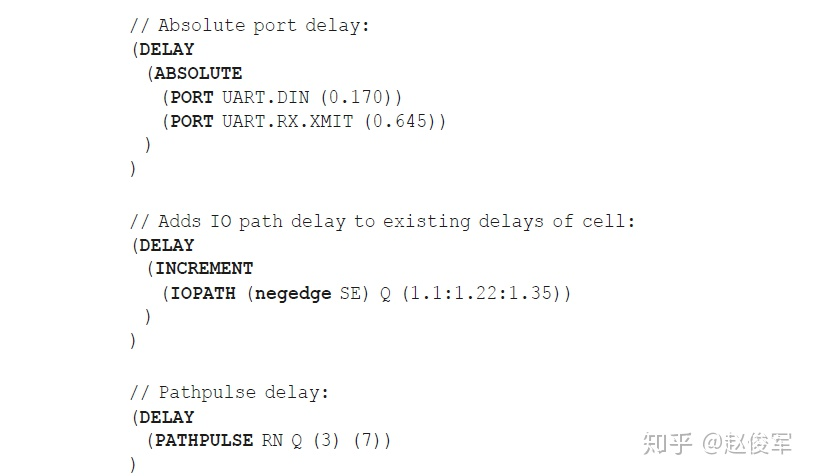 // Absolute port delay:
(DELAY
(ABSOLUTE
(PORT UART.DIN (0.170))
(PORT UART.RX.XMIT (0.645))
)
)
// Adds IO path delay to existing delays of cell:
(DELAY
(INCREMENT
(IOPATH (negedge SE) Q (1.1:1.22:1.35))
)
)
// Pathpulse delay:
(DELAY
(PATHPULSE RN Q (3) (7))
)
知乎 @赵俊军